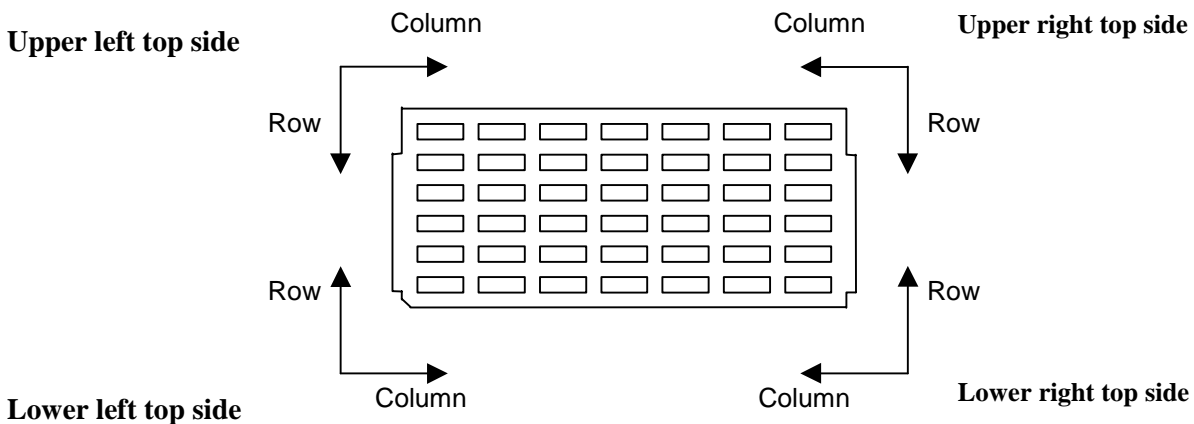 Upper left top side
Column
Column
Upper right top side
Row
Row
Row
Row
Lower left top side
Column
Column
Lower right top side